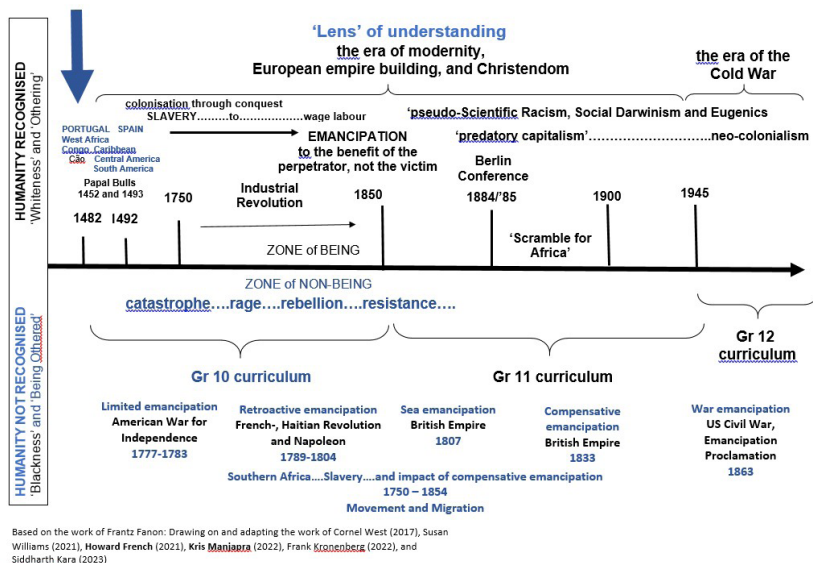 ‘Lens’ of understanding
the era of modernity,
European empire building, and Christendom
the era of the
Cold War
HUMANITY RECOGNISED
‘Whiteness’ and ‘Othering’
colonisation through conquest
SLAVERY.........to.................wage labour
‘pseudo-Scientific Racism, Social Darwinism and Eugenics
‘predatory capitalism’............................neo-colonialism
PORTUGAL SPAIN
West Africa
Congo Caribbean
Cão Central America
South America
EMANCIPATION
to the benefit of the
perpetrator, not the victim
Papal Bulls
1452 and 1493
Berlin
Conference
Industrial
Revolution
1482
I492
1750
1850
1884/’85
1900
1945
‘Scramble for
Africa’
ZONE of BEING
ZONE of NON-BEING
catastrophe....rage....rebellion....resistance....
HUMANITY NOT RECOGNISED
‘Blackness’ and ‘Being Othered’
Gr 10 curriculum
Gr 11 curriculum
Gr 12
curriculum
Limited emancipation
American War for
Independence
1777-1783
Retroactive emancipation
French-, Haitian Revolution
and Napoleon
1789-1804
Sea emancipation
British Empire
1807
Compensative
emancipation
British Empire
1833
War emancipation
US Civil War,
Emancipation
Proclamation
1863
Southern Africa....Slavery....and impact of compensative emancipation
1750 – 1854
Movement and Migration
Based on the work of Frantz Fanon: Drawing on and adapting the work of Cornel West (2017), Susan
Williams (2021), Howard French (2021), Kris Manjapra (2022), Frank Kronenberg (2022), and
Siddharth Kara (2023)